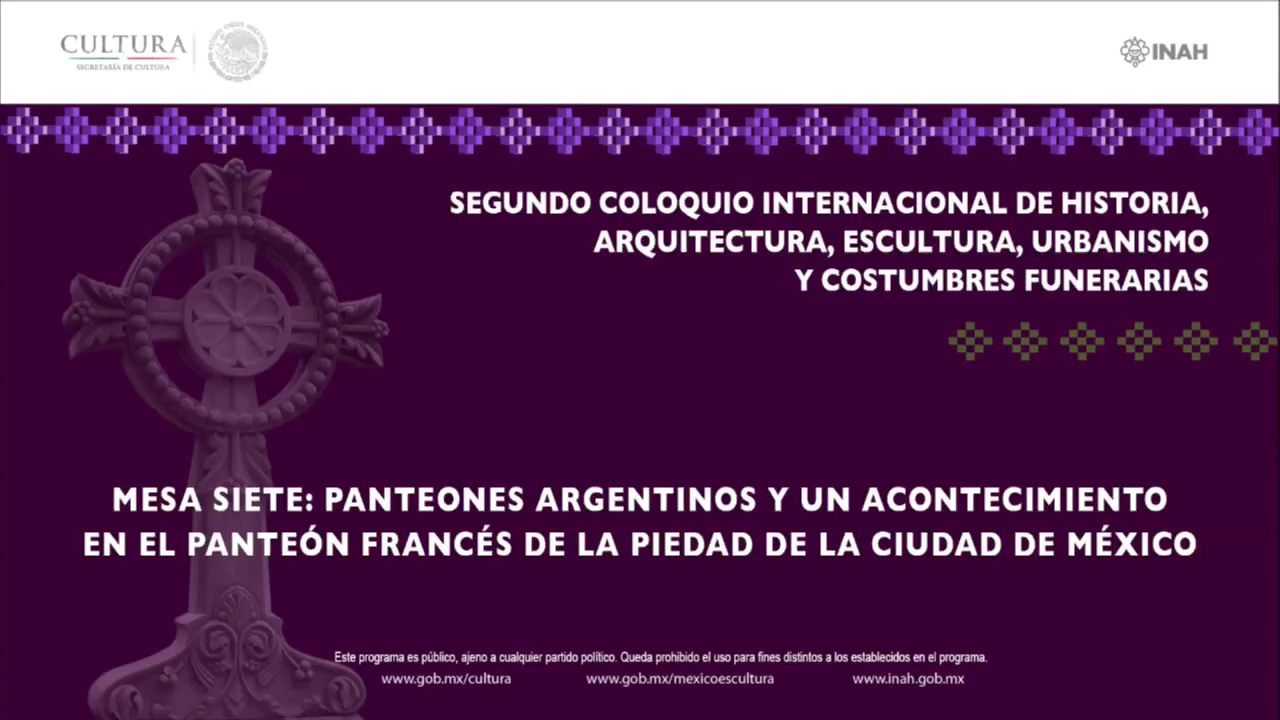 CULTURA
SECRETARÍA DE CULTURA
INAH
SEGUNDO COLOQUIO INTERNACIONAL DE HISTORIA,
ARQUITECTURA, ESCULTURA, URBANISMO
Y COSTUMBRES FUNERARIAS
MESA SIETE: PANTEONES ARGENTINOS Y UN ACONTECIMIENTO
EN EL PANTEÓN FRANCÉS DE LA PIEDAD DE LA CIUDAD DE MÉXICO
Este programa es público, ajeno a cualquier partido político. Queda prohibido el uso para fines distintos a los establecidos en el programa.
www.gob.mx/cultura www.gob.mx/mexicoescultura www.inah.gob.mx